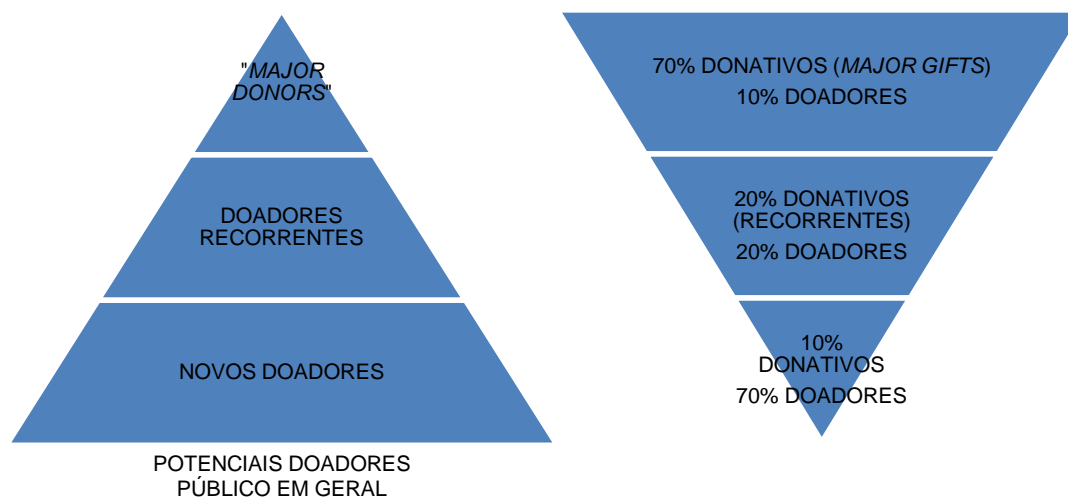 "MAJOR
DONORS"
DOADORES
RECORRENTES
NOVOS DOADORES
POTENCIAIS DOADORES
PÚBLICO EM GERAL
70% DONATIVOS (MAJOR GIFTS)
10% DOADORES
20% DONATIVOS
(RECORRENTES)
20% DOADORES
10%
DONATIVOS
70% DOADORES